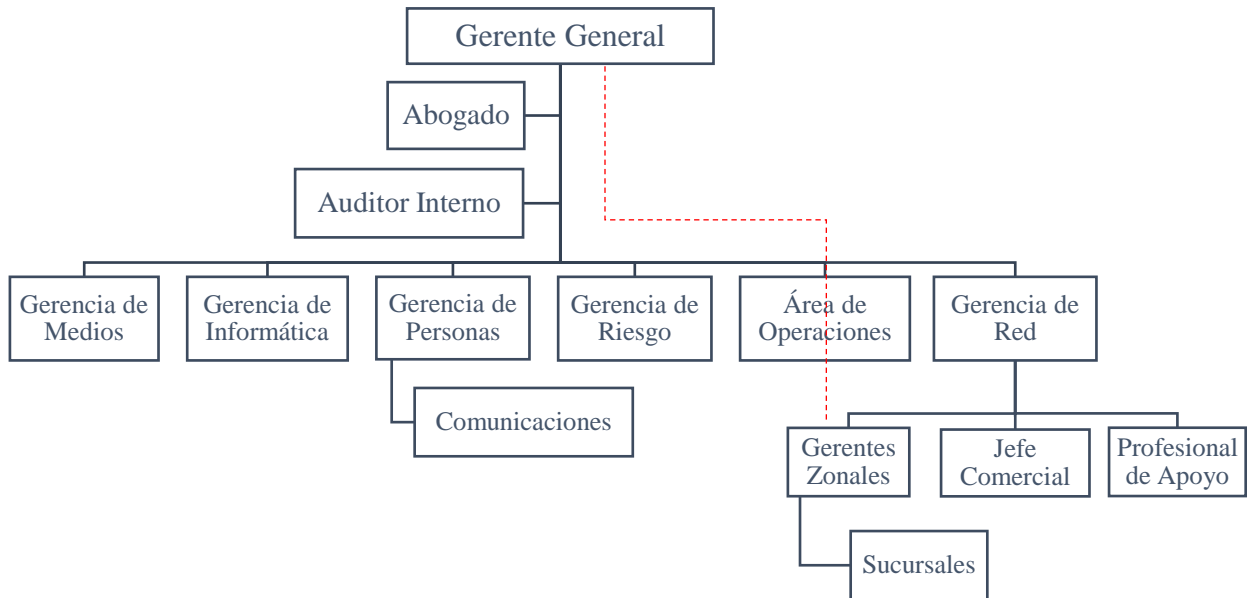 Gerente General
Abogado
Auditor Interno
Gerencia de
Medios
Gerencia de
Informática
Gerencia de
Personas
Gerencia de
Riesgo
Área de
Operaciones
Gerencia de
Red
Comunicaciones
Gerentes
Zonales
Jefe
Comercial
Profesional
de Apoyo
Sucursales